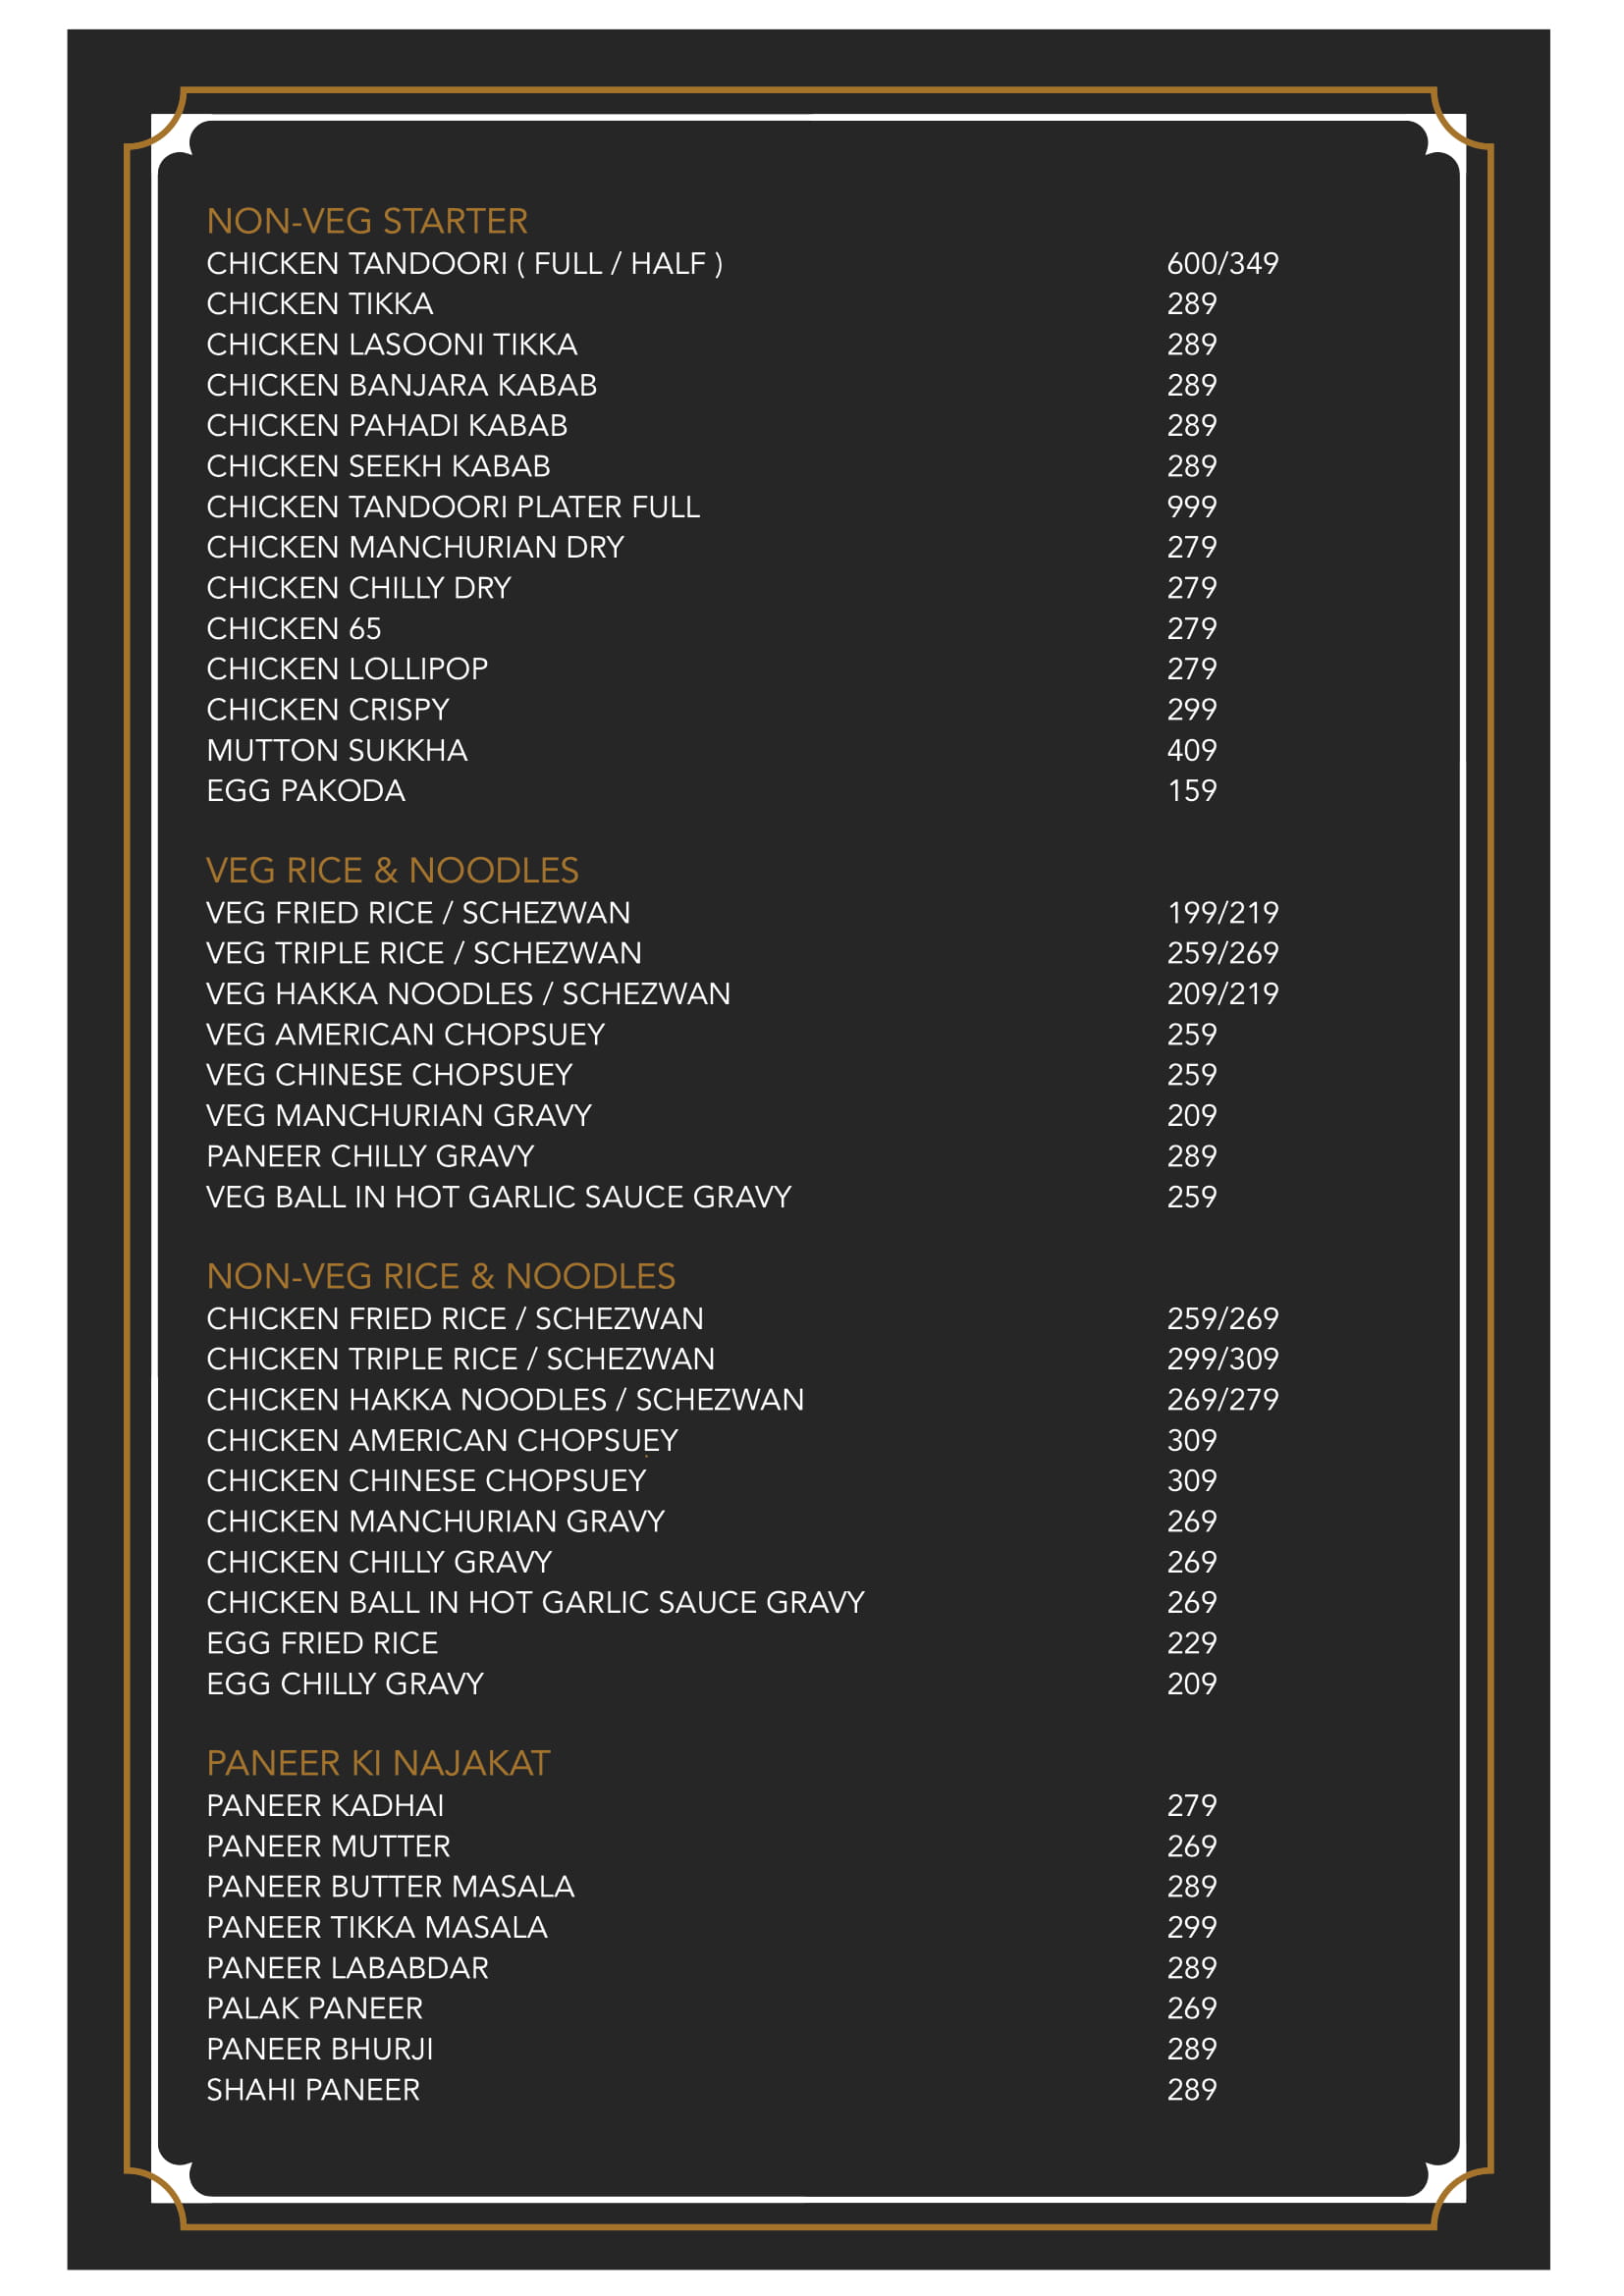 NON-VEG STARTER
CHICKEN TANDOORI ( FULL / HALF ) 600/349
CHICKEN TIKKA 289
CHICKEN LASOONI TIKKA 289
CHICKEN BANJARA KABAB 289
CHICKEN PAHADI KABAB 289
CHICKEN SEEKH KABAB 289
CHICKEN TANDOORI PLATER FULL 999
CHICKEN MANCHURIAN DRY 279
CHICKEN CHILLY DRY 279
CHICKEN 65 279
CHICKEN LOLLIPOP 279
CHICKEN CRISPY 299
MUTTON SUKKHA 409
EGG PAKODA 159
VEG RICE & NOODLES
VEG FRIED RICE / SCHEZWAN 199/219
VEG TRIPLE RICE / SCHEZWAN 259/269
VEG HAKKA NOODLES / SCHEZWAN 209/219
VEG AMERICAN CHOPSUEY 259
VEG CHINESE CHOPSUEY 259
VEG MANCHURIAN GRAVY 209
PANEER CHILLY GRAVY 289
VEG BALL IN HOT GARLIC SAUCE GRAVY 259
NON-VEG RICE & NOODLES
CHICKEN FRIED RICE / SCHEZWAN 259/269
CHICKEN TRIPLE RICE / SCHEZWAN 299/309
CHICKEN HAKKA NOODLES / SCHEZWAN 269/279
CHICKEN AMERICAN CHOPSUEY 309
CHICKEN CHINESE CHOPSUEY 309
CHICKEN MANCHURIAN GRAVY 269
CHICKEN CHILLY GRAVY 269
CHICKEN BALL IN HOT GARLIC SAUCE GRAVY 269
EGG FRIED RICE 229
EGG CHILLY GRAVY 209
PANEER KI NAJAKAT
PANEER KADHAI 279
PANEER MUTTER 269
PANEER BUTTER MASALA 289
PANEER TIKKA MASALA 299
PANEER LABABDAR 289
PALAK PANEER 269
PANEER BHURJI 289
SHAHI PANEER 289